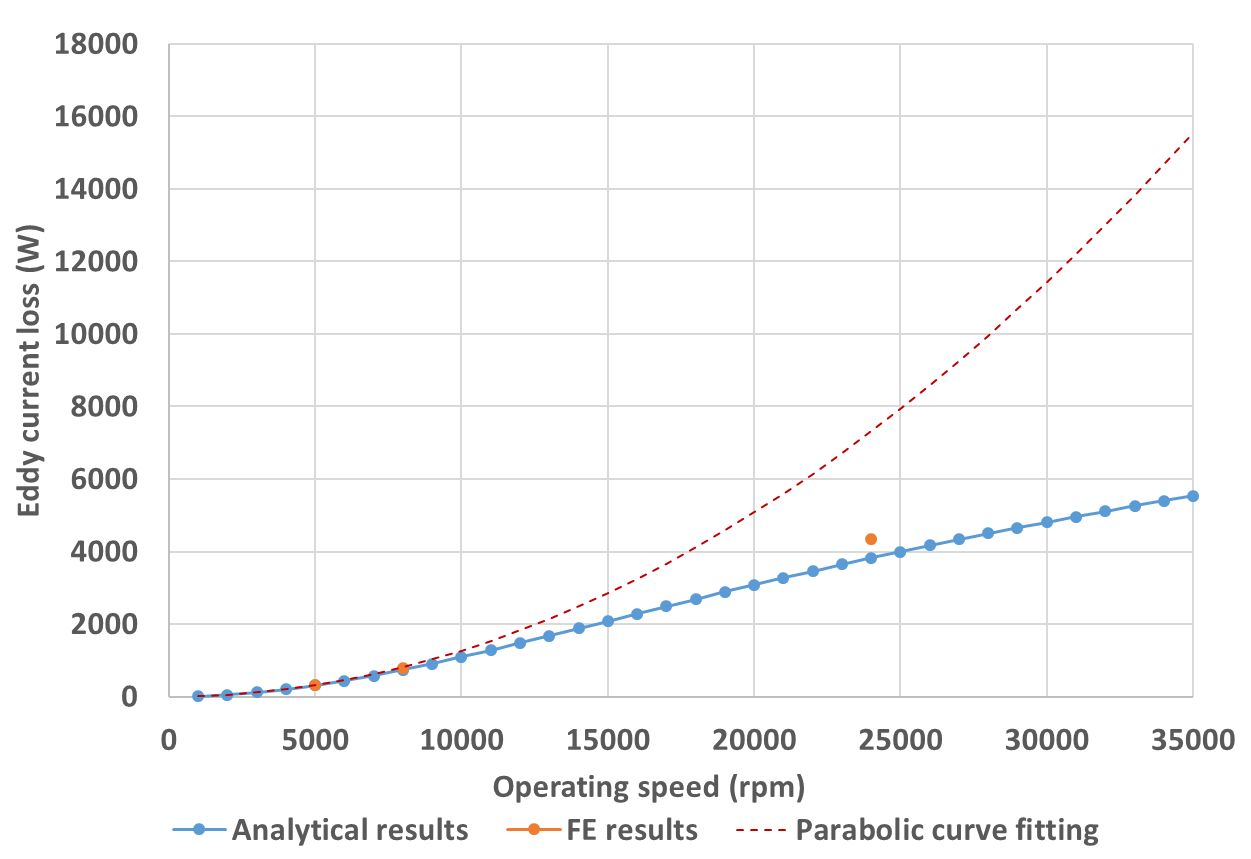 18000
16000
14000
12000
10000
8000
6000
4000
2000
0
Eddy current loss (W)
0 5000 10000 15000 20000 25000 30000 35000
Operating speed (rpm)
Analytical results FE results Parabolic curve fitting